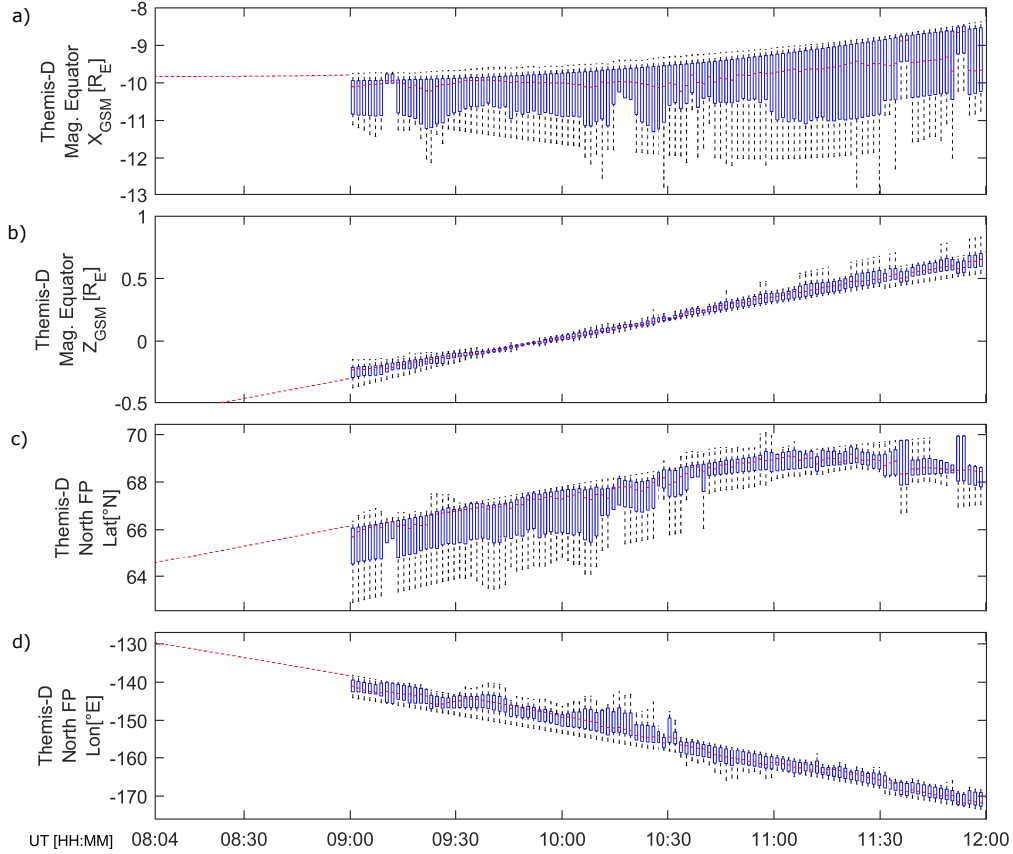 a)
Themis-D
Mag. Equator
X_GSM [R_E]
-8
-9
-10
-11
-12
-13
b)
Themis-D
Mag. Equator
Z_GSM [R_E]
1
0.5
0
-0.5
c)
Themis-D
North FP
Lat[°N]
70
68
66
64
d)
Themis-D
North FP
Lon[°E]
-130
-140
-150
-160
-170
UT [HH:MM]
08:04 08:30 09:00 09:30 10:00 10:30 11:00 11:30 12:00